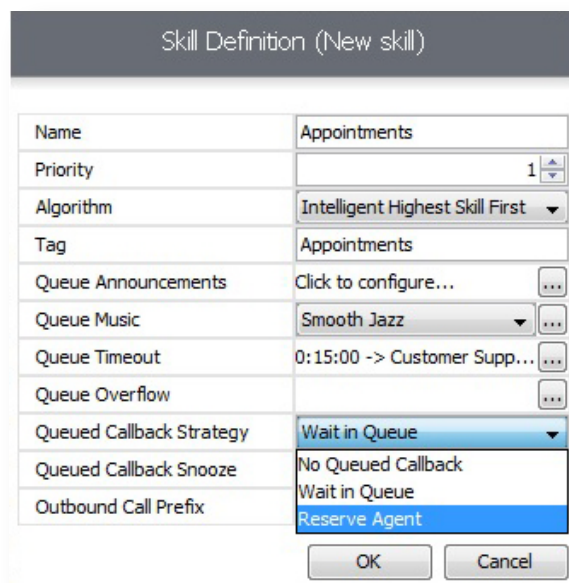 Skill Definition (New skill)
Name Appointments
Priority 1
Algorithm Intelligent Highest Skill First
Tag Appointments
Queue Announcements Click to configure... ...
Queue Music Smooth Jazz ...
Queue Timeout 0:15:00 -> Customer Supp... ...
Queue Overflow ...
Queued Callback Strategy Wait in Queue
Queued Callback Snooze No Queued Callback
Wait in Queue
Outbound Call Prefix Reserve Agent
OK Cancel